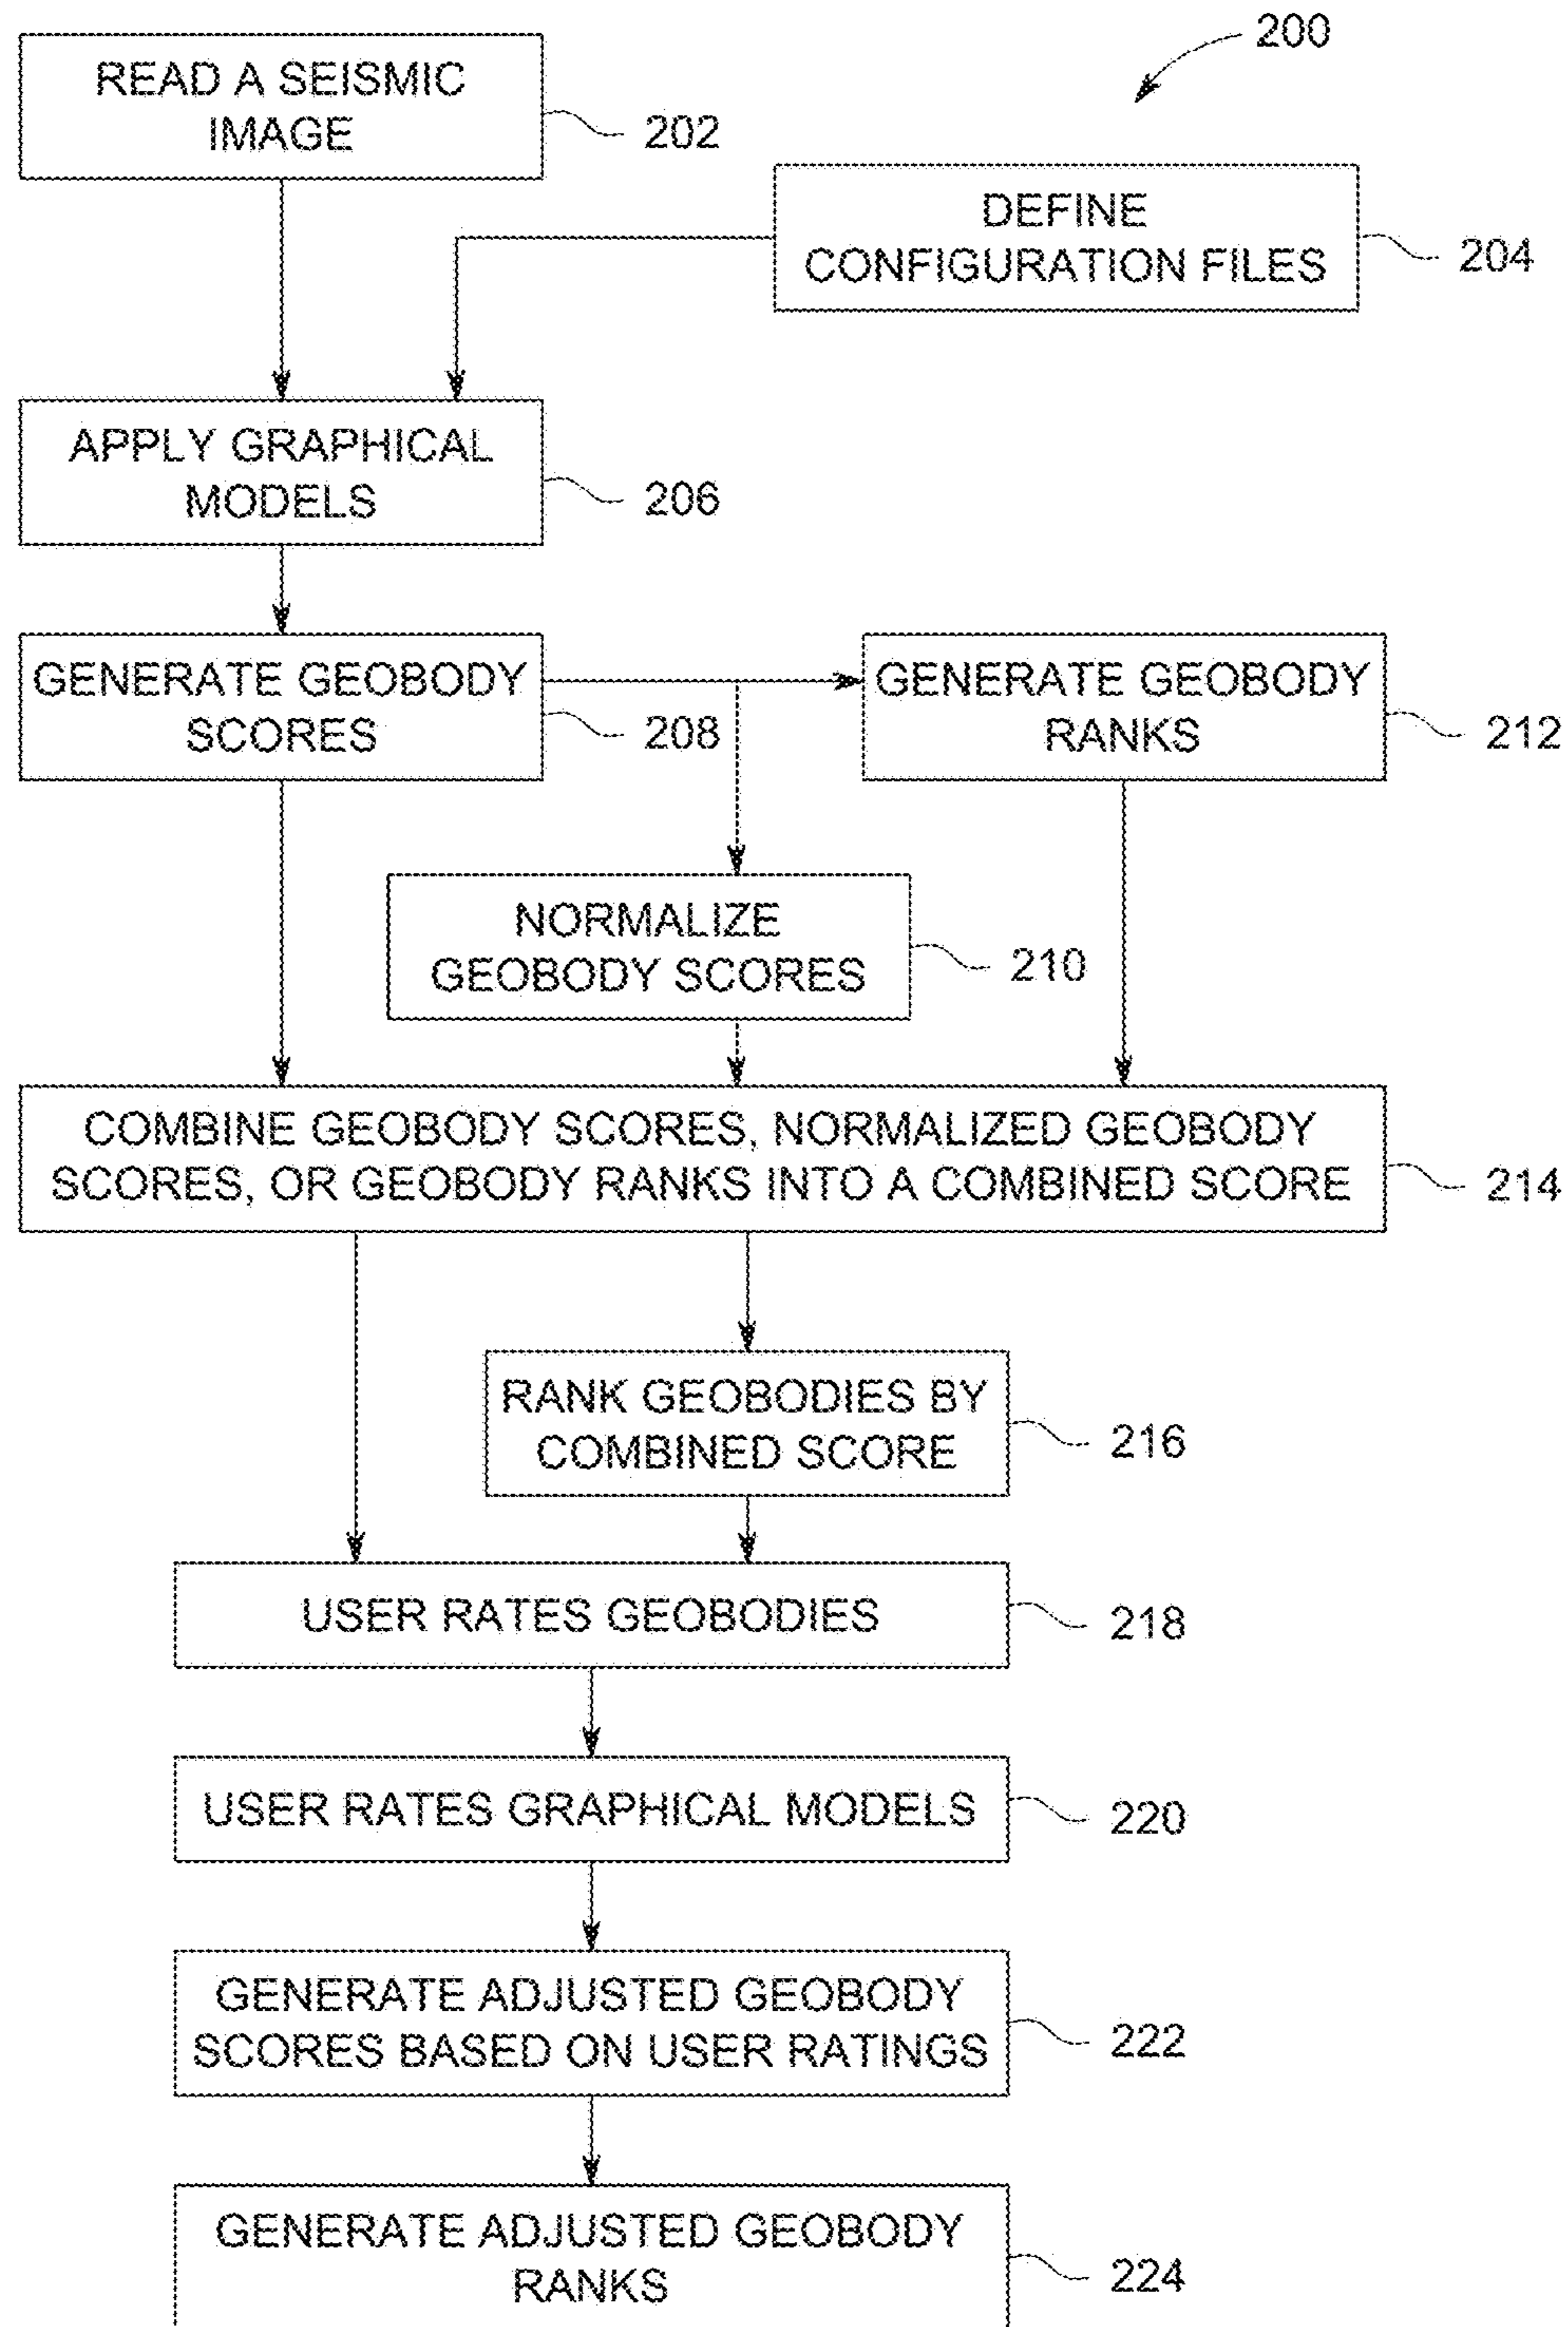 200
READ A SEISMIC
IMAGE
202
DEFINE
CONFIGURATION FILES
204
APPLY GRAPHICAL
MODELS
206
GENERATE GEOBODY
SCORES
208
GENERATE GEOBODY
RANKS
212
NORMALIZE
GEOBODY SCORES
210
COMBINE GEOBODY SCORES, NORMALIZED GEOBODY
SCORES, OR GEOBODY RANKS INTO A COMBINED SCORE
214
RANK GEOBODIES BY
COMBINED SCORE
216
USER RATES GEOBODIES
218
USER RATES GRAPHICAL MODELS
220
GENERATE ADJUSTED GEOBODY
SCORES BASED ON USER RATINGS
222
GENERATE ADJUSTED GEOBODY
RANKS
224